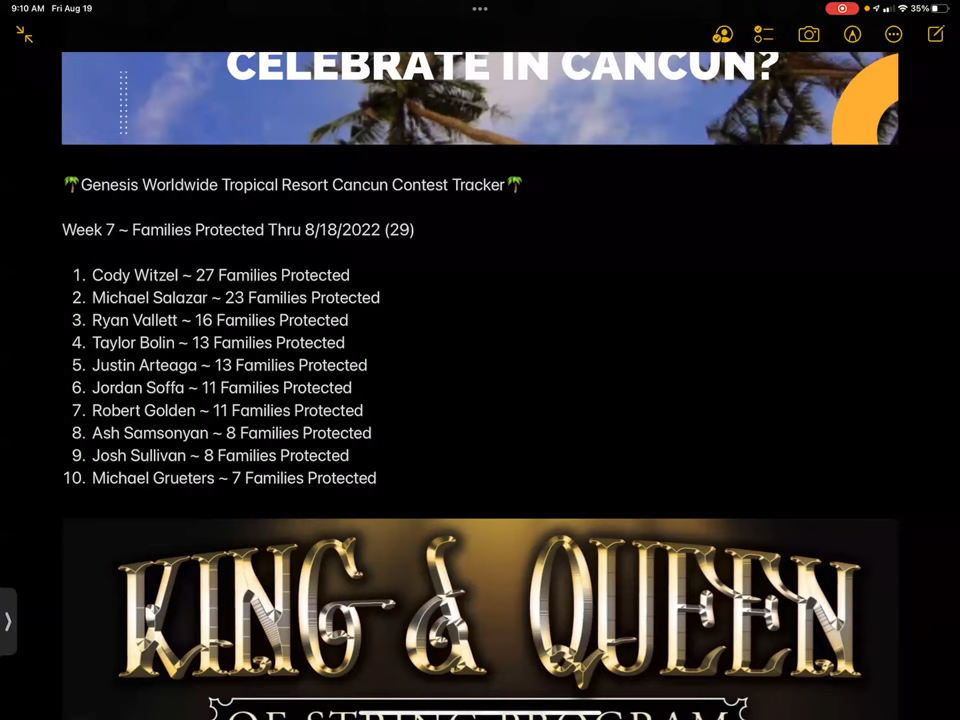 9:10 AM Fri Aug 19
35%
CELEBRATE IN CANCUN?
🌴Genesis Worldwide Tropical Resort Cancun Contest Tracker🌴
Week 7 ~ Families Protected Thru 8/18/2022 (29)
1. Cody Witzel ~ 27 Families Protected
2. Michael Salazar ~ 23 Families Protected
3. Ryan Vallett ~ 16 Families Protected
4. Taylor Bolin ~ 13 Families Protected
5. Justin Arteaga ~ 13 Families Protected
6. Jordan Soffa ~ 11 Families Protected
7. Robert Golden ~ 11 Families Protected
8. Ash Samsonyan ~ 8 Families Protected
9. Josh Sullivan ~ 8 Families Protected
10. Michael Grueters ~ 7 Families Protected
KING & QUEEN
OF STRING PROGRAM